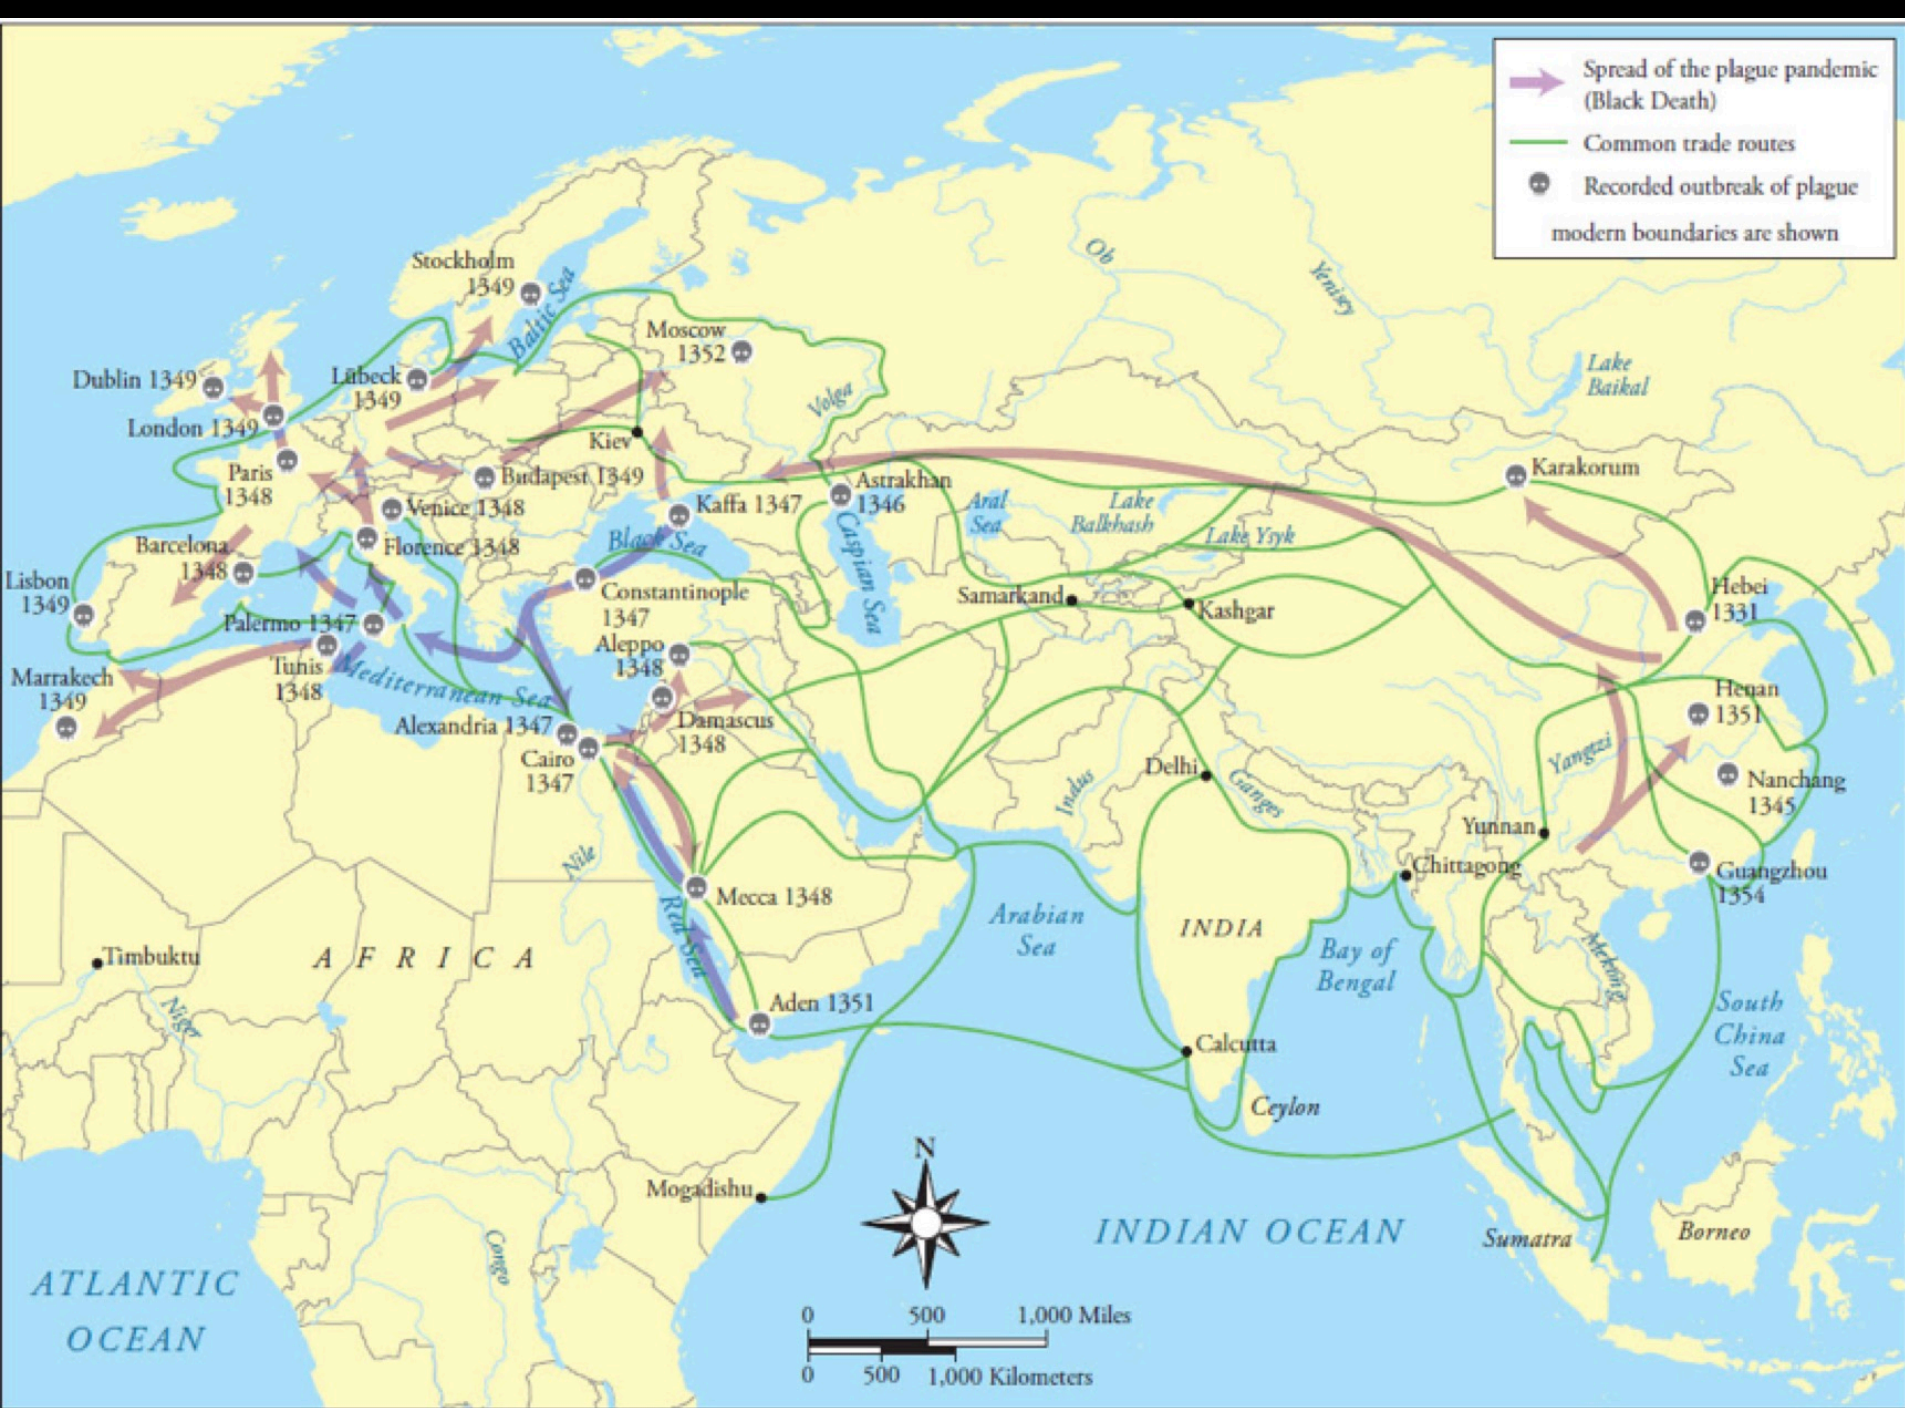 Spread of the plague pandemic
(Black Death)
Common trade routes
Recorded outbreak of plague
modern boundaries are shown
Stockholm
1349
Baltic Sea
Moscow
1352
Ob
Yenisey
Lake
Baikal
Dublin 1349
Lübeck
1349
Volga
London 1349
Kiev
Paris
1348
Budapest 1349
Astrakhan
1346
Karakorum
Venice 1348
Kaffa 1347
Aral
Sea
Lake
Balkhash
Lake Ysyk
Barcelona
1348
Florence 1348
Black Sea
Caspian Sea
Lisbon
1349
Constantinople
1347
Samarkand
Kashgar
Hebei
1331
Palermo 1347
Aleppo
1348
Marrakech
1349
Tunis
1348
Mediterranean Sea
Alexandria 1347
Damascus
1348
Henan
1351
Cairo
1347
Delhi
Indus
Ganges
Yangtzi
Nanchang
1345
Yunnan
Nile
Mecca 1348
Chittagong
Guangzhou
1354
Red Sea
Arabian
Sea
INDIA
Bay of
Bengal
Mekong
Timbuktu
AFRICA
Niger
Aden 1351
South
China
Sea
Calcutta
Ceylon
N
Mogadishu
Congo
INDIAN OCEAN
Sumatra
Borneo
ATLANTIC
OCEAN
0 500 1,000 Miles
0 500 1,000 Kilometers